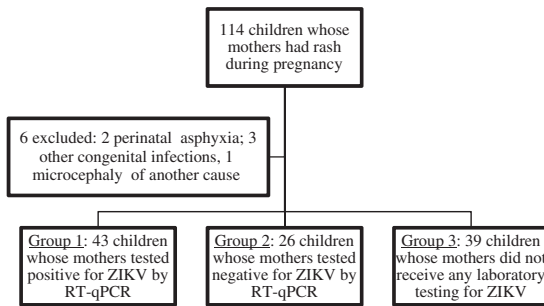 114 children whose
mothers had rash
during pregnancy
6 excluded: 2 perinatal asphyxia; 3
other congenital infections, 1
microcephaly of another cause
Group 1: 43 children
whose mothers tested
positive for ZIKV by
RT-qPCR
Group 2: 26 children
whose mothers tested
negative for ZIKV by
RT-qPCR
Group 3: 39 children
whose mothers did not
receive any laboratory
testing for ZIKV